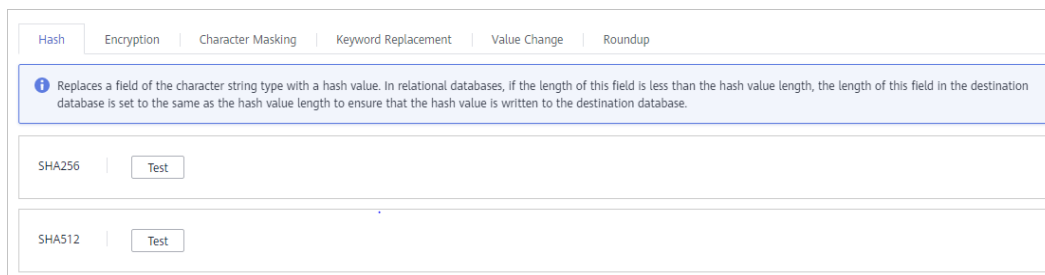 Hash Encryption Character Masking Keyword Replacement Value Change Roundup
Replaces a field of the character string type with a hash value. In relational databases, if the length of this field is less than the hash value length, the length of this field in the destination
database is set to the same as the hash value length to ensure that the hash value is written to the destination database.
SHA256 Test
SHA512 Test